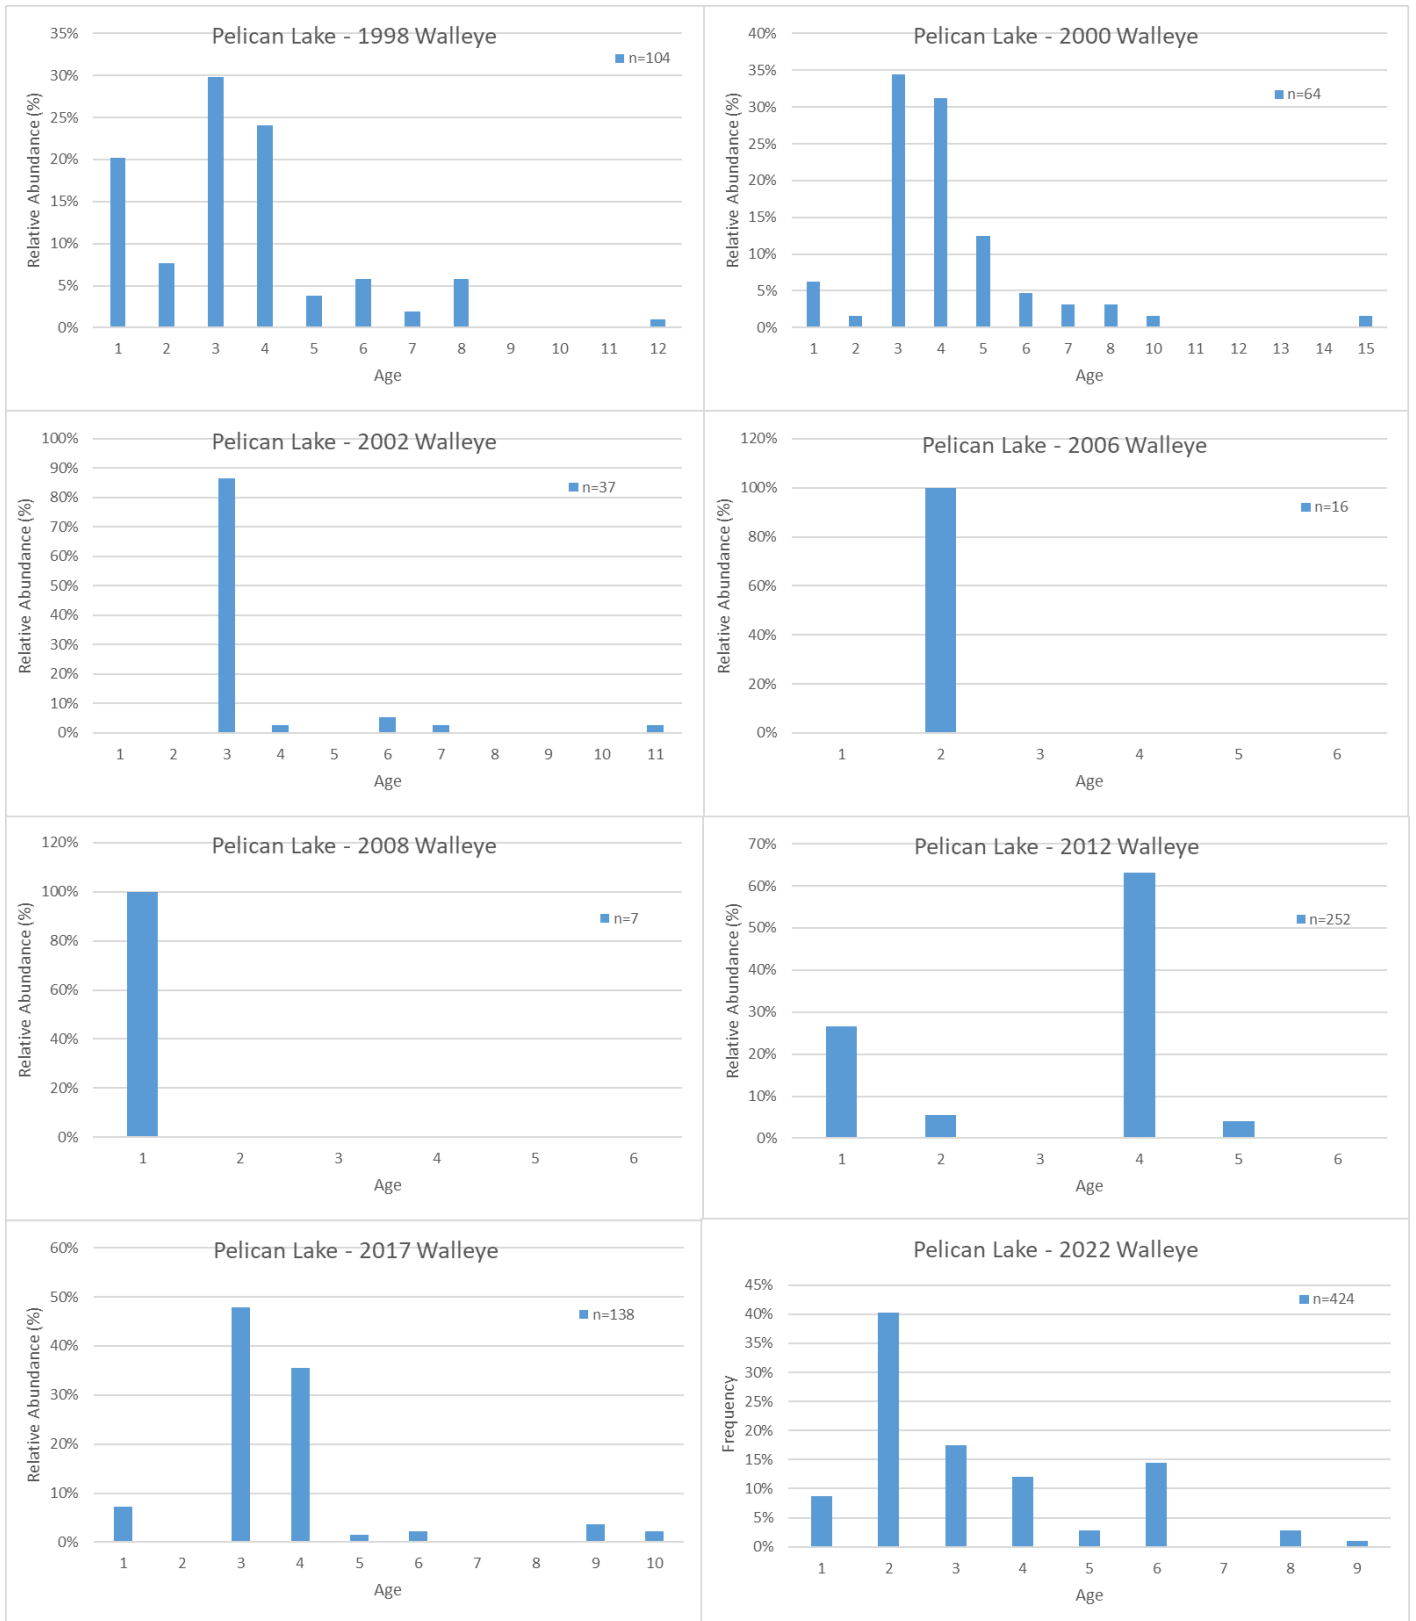 Pelican Lake - 1998 Walleye
n=104
Relative Abundance (%)
35%
30%
25%
20%
15%
10%
5%
0%
1 2 3 4 5 6 7 8 9 10 11 12
Age
Pelican Lake - 2000 Walleye
n=64
Relative Abundance (%)
40%
35%
30%
25%
20%
15%
10%
5%
0%
1 2 3 4 5 6 7 8 10 11 12 13 14 15
Age
Pelican Lake - 2002 Walleye
n=37
Relative Abundance (%)
100%
90%
80%
70%
60%
50%
40%
30%
20%
10%
0%
1 2 3 4 5 6 7 8 9 10 11
Age
Pelican Lake - 2006 Walleye
n=16
Relative Abundance (%)
120%
100%
80%
60%
40%
20%
0%
1 2 3 4 5 6
Age
Pelican Lake - 2008 Walleye
n=7
Relative Abundance (%)
120%
100%
80%
60%
40%
20%
0%
1 2 3 4 5 6
Age
Pelican Lake - 2012 Walleye
n=252
Relative Abundance (%)
70%
60%
50%
40%
30%
20%
10%
0%
1 2 3 4 5 6
Age
Pelican Lake - 2017 Walleye
n=138
Relative Abundance (%)
60%
50%
40%
30%
20%
10%
0%
1 2 3 4 5 6 7 8 9 10
Age
Pelican Lake - 2022 Walleye
n=424
Frequency
45%
40%
35%
30%
25%
20%
15%
10%
5%
0%
1 2 3 4 5 6 7 8 9
Age